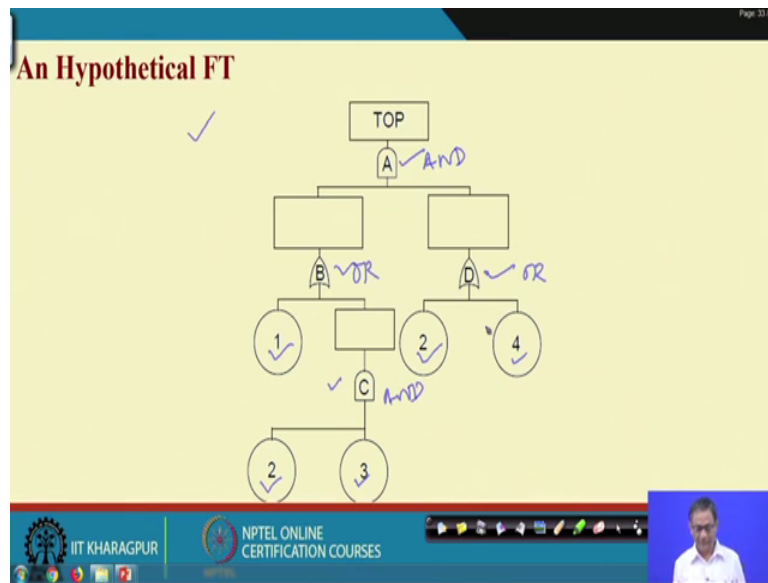 Page: 33
An Hypothetical FT
TOP
A AND
B OR
D OR
1
2
4
C AND
2
3
IIT KHARAGPUR
NPTEL ONLINE
CERTIFICATION COURSES